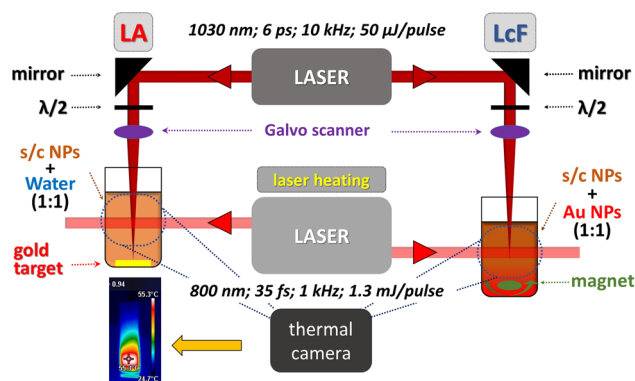 LA
1030 nm; 6 ps; 10 kHz; 50 µJ/pulse
LcF
mirror
LASER
mirror
λ/2
λ/2
Galvo scanner
s/c NPs
+
Water
(1:1)
laser heating
s/c NPs
+
Au NPs
(1:1)
LASER
gold
target
magnet
800 nm; 35 fs; 1 kHz; 1.3 mJ/pulse
0.94
55.3°C
24.7°C
thermal
camera